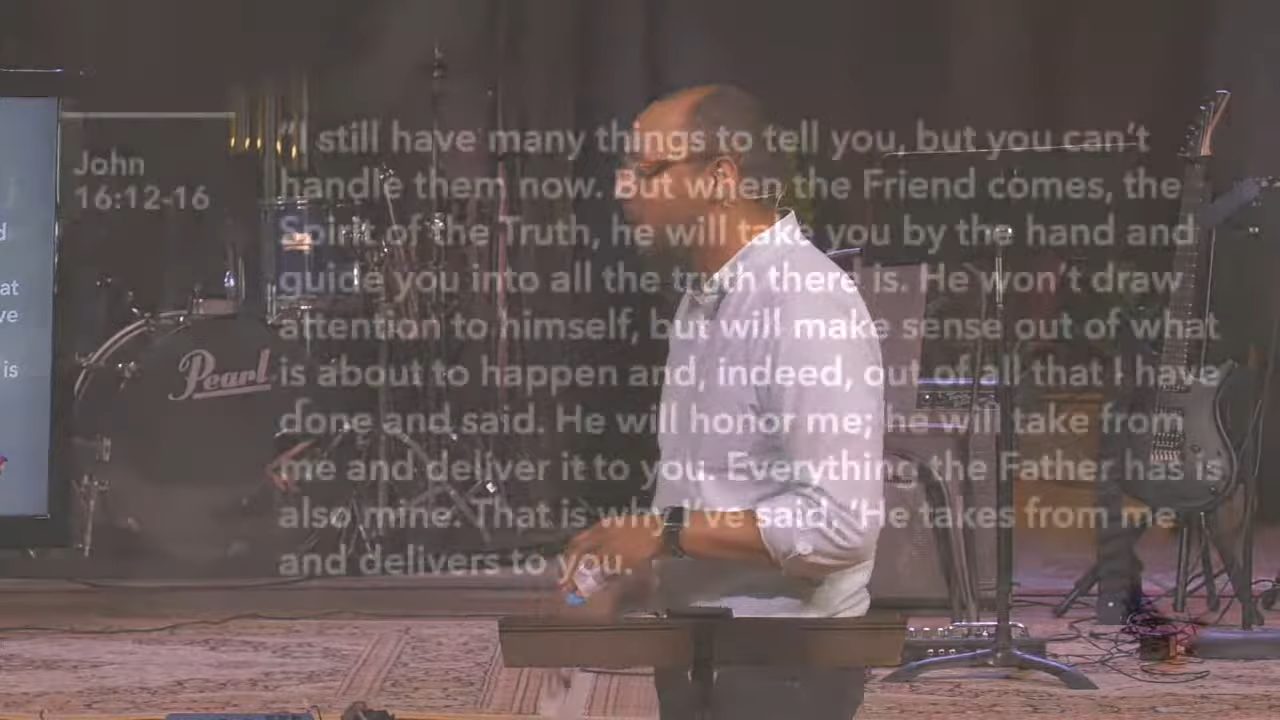 John
16:12-16
"I still have many things to tell you, but you can't
handle them now. But when the Friend comes, the
Spirit of the Truth, he will take you by the hand and
guide you into all the truth there is. He won't draw
attention to himself, but will make sense out of what
is about to happen and, indeed, out of all that I have
done and said. He will honor me; he will take from
me and deliver it to you. Everything the Father has is
also mine. That is why I've said, 'He takes from me
and delivers to you.
Pearl
at
is